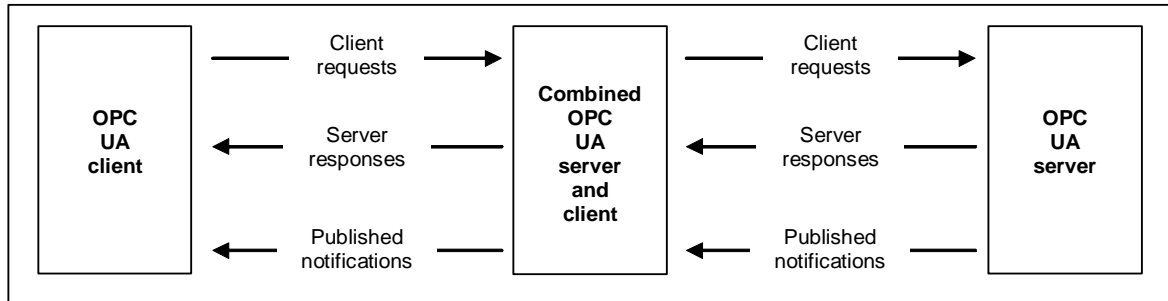 OPC
UA
client
Client
requests
Server
responses
Published
notifications
Combined
OPC
UA
server
and
client
Client
requests
Server
responses
Published
notifications
OPC
UA
server